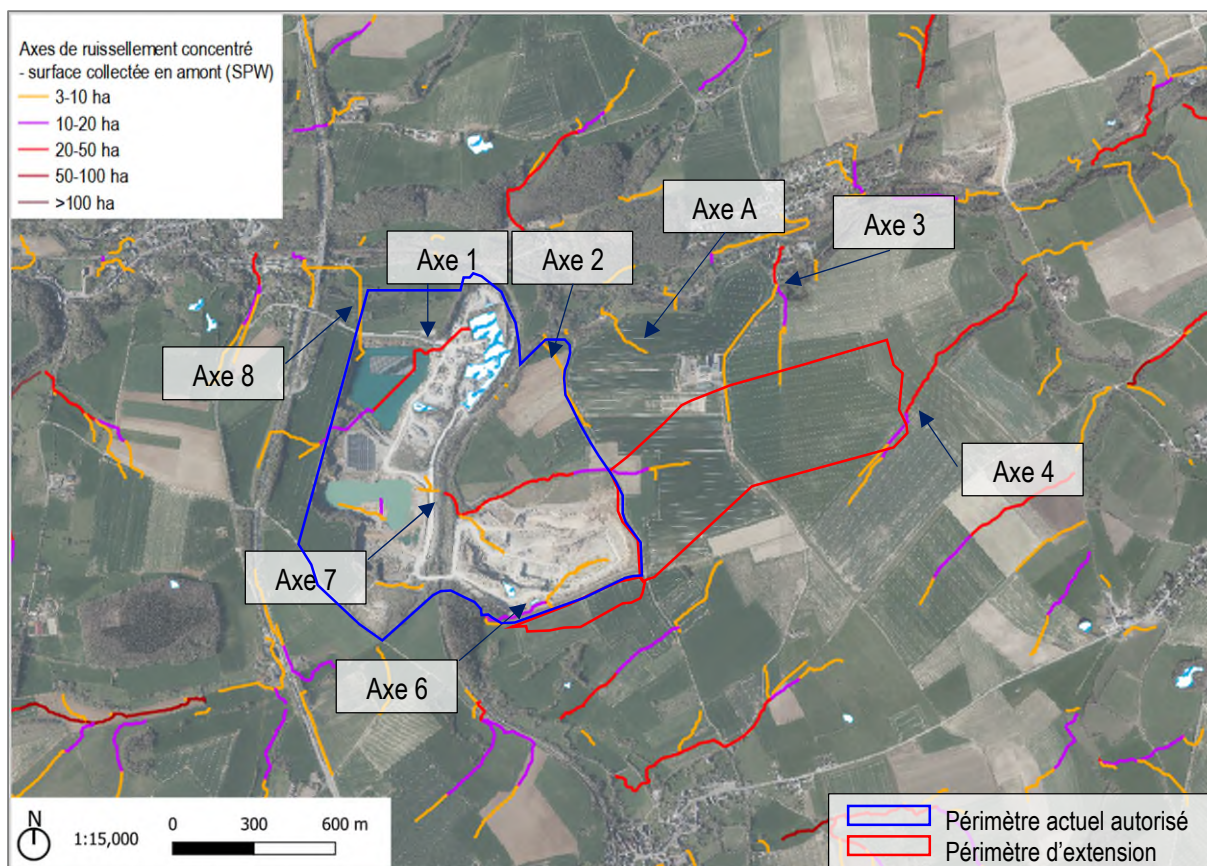 Axes de ruissellement concentré
- surface collectée en amont (SPW)
3-10 ha
10-20 ha
20-50 ha
50-100 ha
>100 ha
Axe A
Axe 3
Axe 1
Axe 2
Axe 8
Axe 4
Axe 7
Axe 6
N
1:15,000
0 300 600 m
Périmètre actuel autorisé
Périmètre d'extension